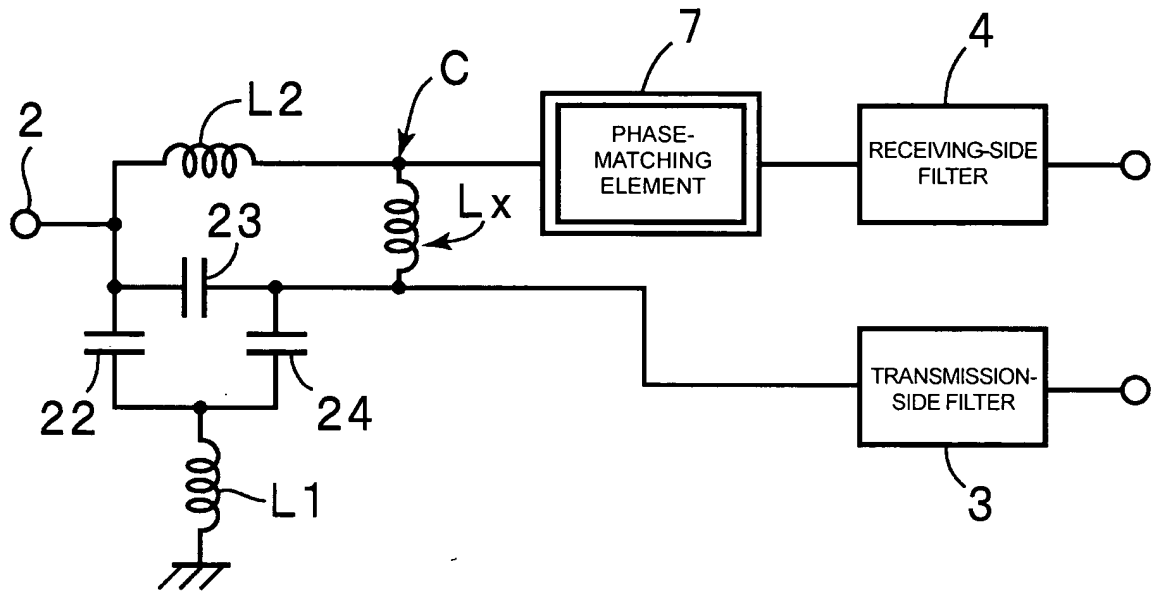 7
4
C
L2
2
PHASE-
MATCHING
ELEMENT
RECEIVING-SIDE
FILTER
Lx
23
TRANSMISSION-
SIDE FILTER
22
24
L1
3